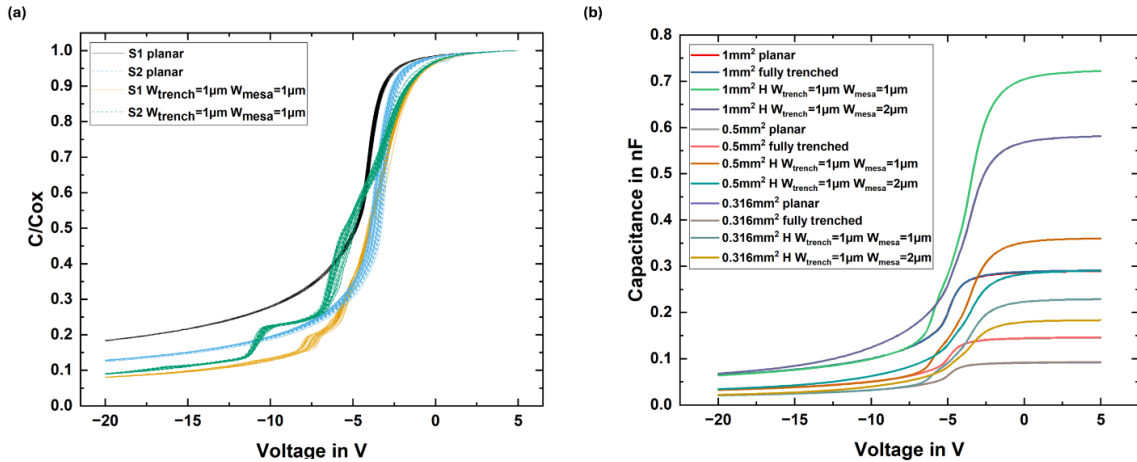 (a)
S1 planar
S2 planar
S1 Wtrench=1μm Wmesa=1μm
S2 Wtrench=1μm Wmesa=1μm
C/Cox
1.0
0.9
0.8
0.7
0.6
0.5
0.4
0.3
0.2
0.1
0.0
−20
−15
−10
−5
0
5
Voltage in V
(b)
1mm² planar
1mm² fully trenched
1mm² H Wtrench=1μm Wmesa=1μm
1mm² H Wtrench=1μm Wmesa=2μm
0.5mm² planar
0.5mm² fully trenched
0.5mm² H Wtrench=1μm Wmesa=1μm
0.5mm² H Wtrench=1μm Wmesa=2μm
0.316mm² planar
0.316mm² fully trenched
0.316mm² H Wtrench=1μm Wmesa=1μm
0.316mm² H Wtrench=1μm Wmesa=2μm
Capacitance in nF
0.8
0.7
0.6
0.5
0.4
0.3
0.2
0.1
0.0
−20
−15
−10
−5
0
5
Voltage in V